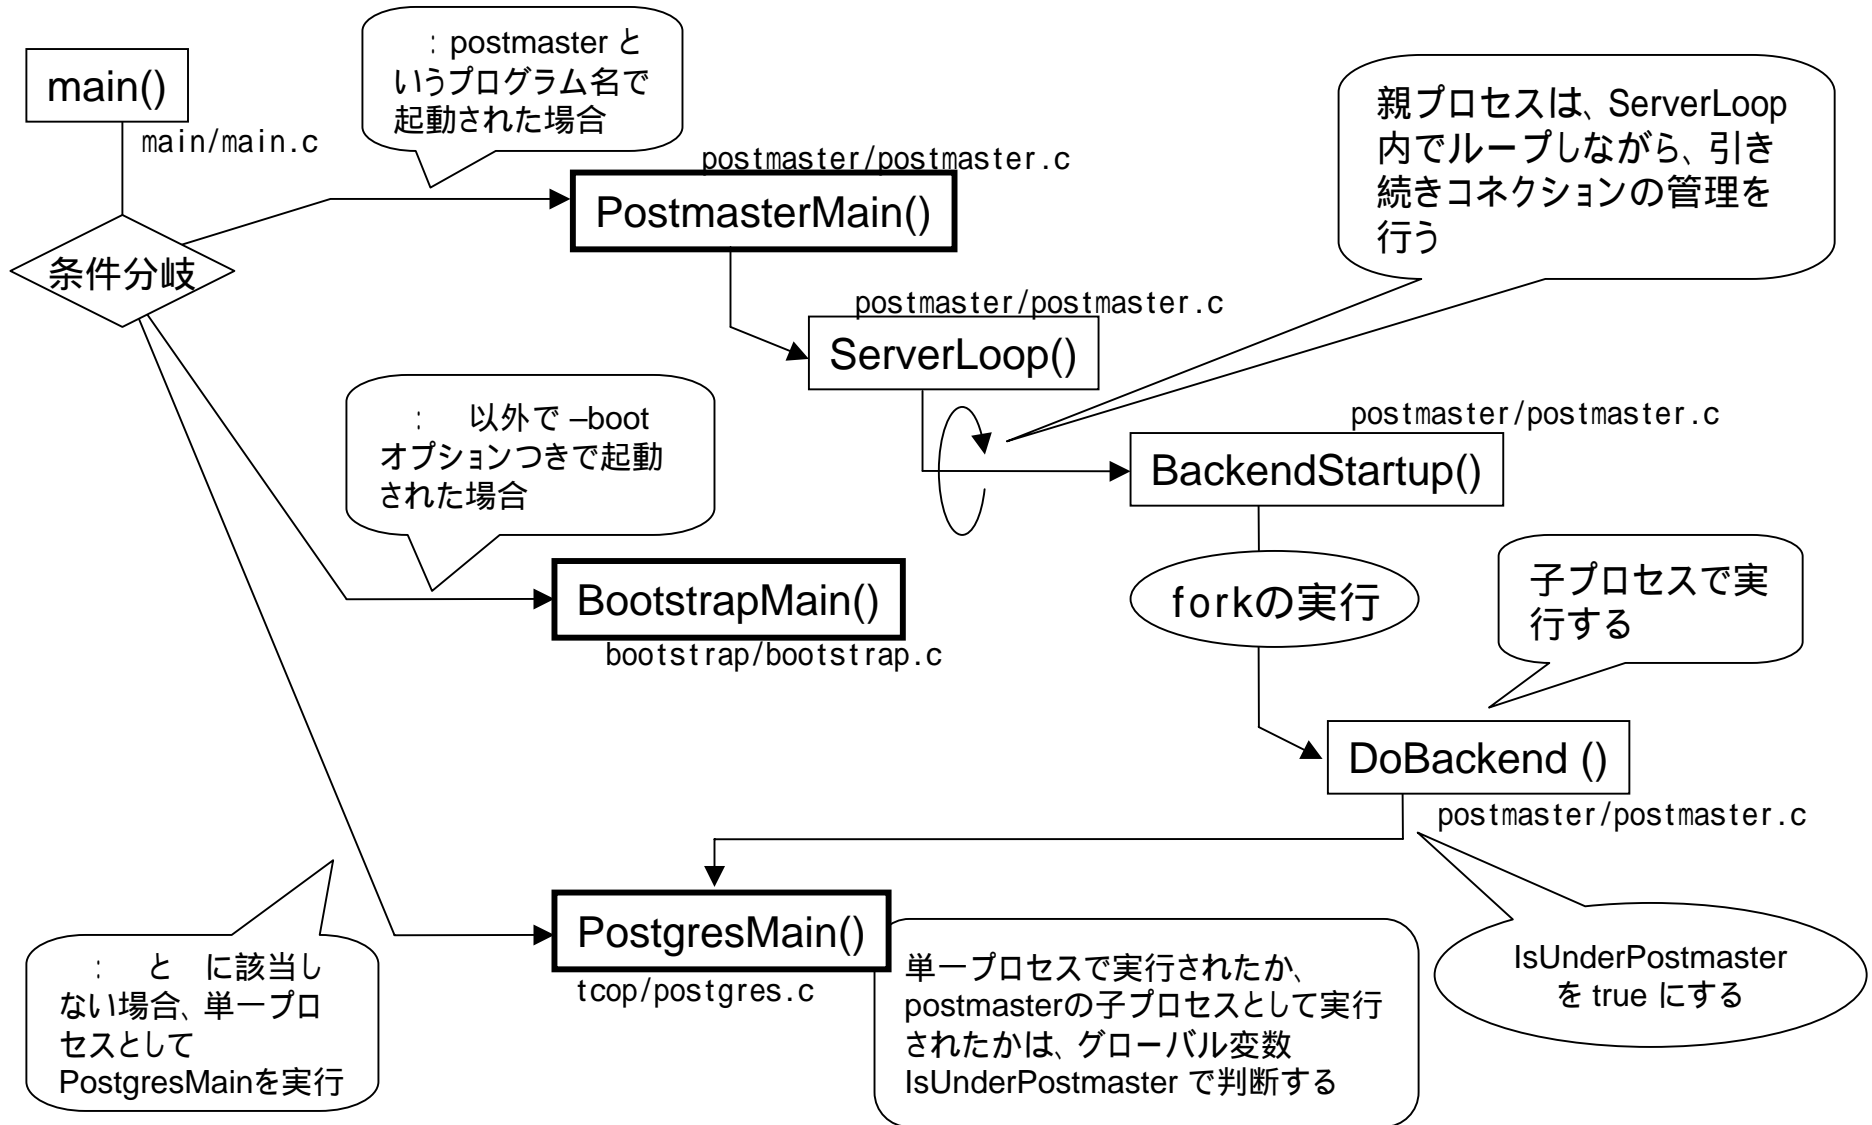 main()
main/main.c
: postmaster と
いうプログラム名で
起動された場合
postmaster/postmaster.c
PostmasterMain()
親プロセスは、ServerLoop
内でループしながら、引き
続きコネクションの管理を
行う
条件分岐
postmaster/postmaster.c
ServerLoop()
: 以外で –boot
オプションつきで起動
された場合
postmaster/postmaster.c
BackendStartup()
BootstrapMain()
bootstrap/bootstrap.c
forkの実行
子プロセスで実
行する
DoBackend ()
postmaster/postmaster.c
PostgresMain()
tcop/postgres.c
: と に該当し
ない場合、単一プロ
セスとして
PostgresMainを実行
単一プロセスで実行されたか、
postmasterの子プロセスとして実行
されたかは、グローバル変数
IsUnderPostmaster で判断する
IsUnderPostmaster
を true にする